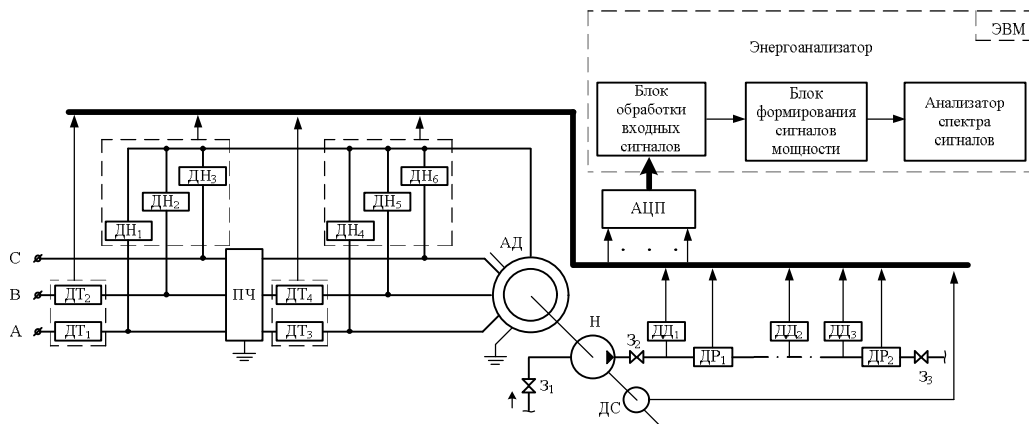 ЭВМ
Энергоанализатор
Блок
обработки
входных
сигналов
Блок
формирования
сигналов
мощности
Анализатор
спектра
сигналов
АЦП
. . .
ДН₃
ДН₂
ДН₁
ДН₆
ДН₅
ДН₄
АД
С
В
А
ДТ₂
ДТ₁
ПЧ
ДТ₄
ДТ₃
Н
З₂
ДД₁
ДР₁
ДД₂
ДД₃
ДР₂
З₃
З₁
ДС